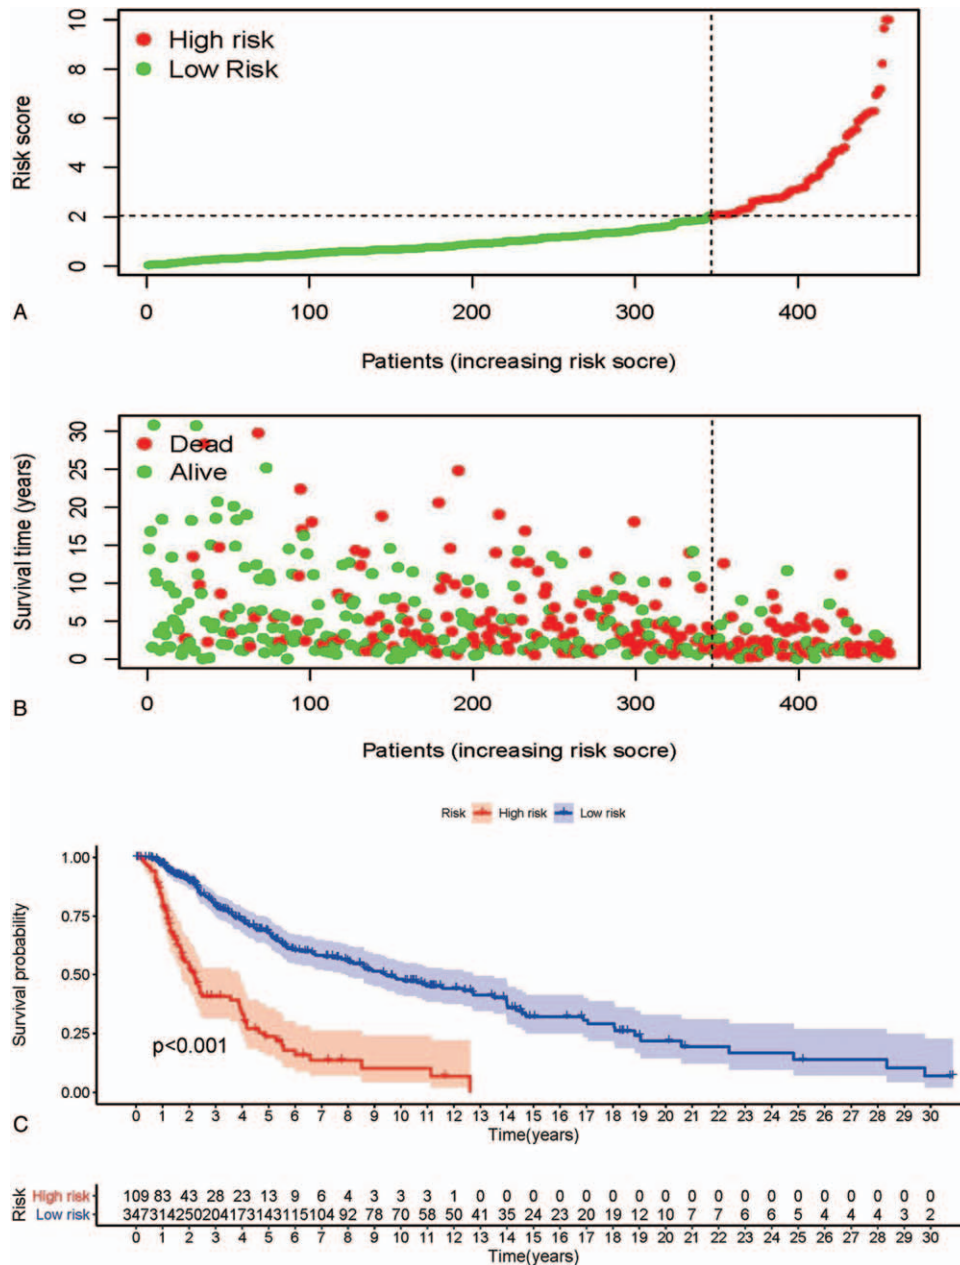 10
8
6
4
2
0
Risk score
High risk
Low Risk
0 100 200 300 400
A
Patients (increasing risk socre)
30
25
20
15
10
5
0
Survival time (years)
Dead
Alive
0 100 200 300 400
B
Patients (increasing risk socre)
Risk High risk Low risk
1.00
0.75
0.50
0.25
0.00
Survival probability
p<0.001
0 1 2 3 4 5 6 7 8 9 10 11 12 13 14 15 16 17 18 19 20 21 22 23 24 25 26 27 28 29 30
C
Time(years)
Risk
High risk 109 83 43 28 23 13 9 6 4 3 3 3 1 0 0 0 0 0 0 0 0 0 0 0 0 0 0 0 0 0 0
Low risk 347 314 250 204 173 143 115 104 92 78 70 58 50 41 35 24 23 20 19 12 10 7 7 6 6 5 4 4 4 3 2
0 1 2 3 4 5 6 7 8 9 10 11 12 13 14 15 16 17 18 19 20 21 22 23 24 25 26 27 28 29 30
Time(years)